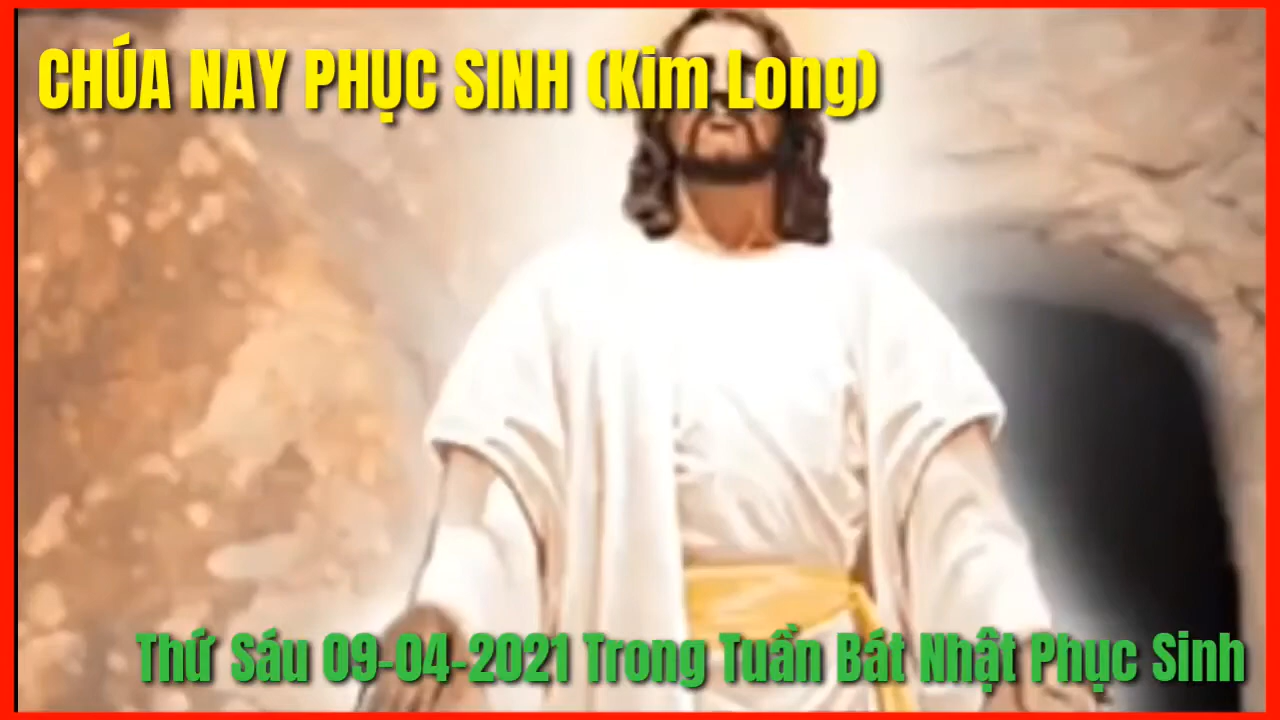 CHÚA NAY PHỤC SINH (Kim Long)
Thứ Sáu 09-04-2021 Trong Tuần Bát Nhật Phục Sinh